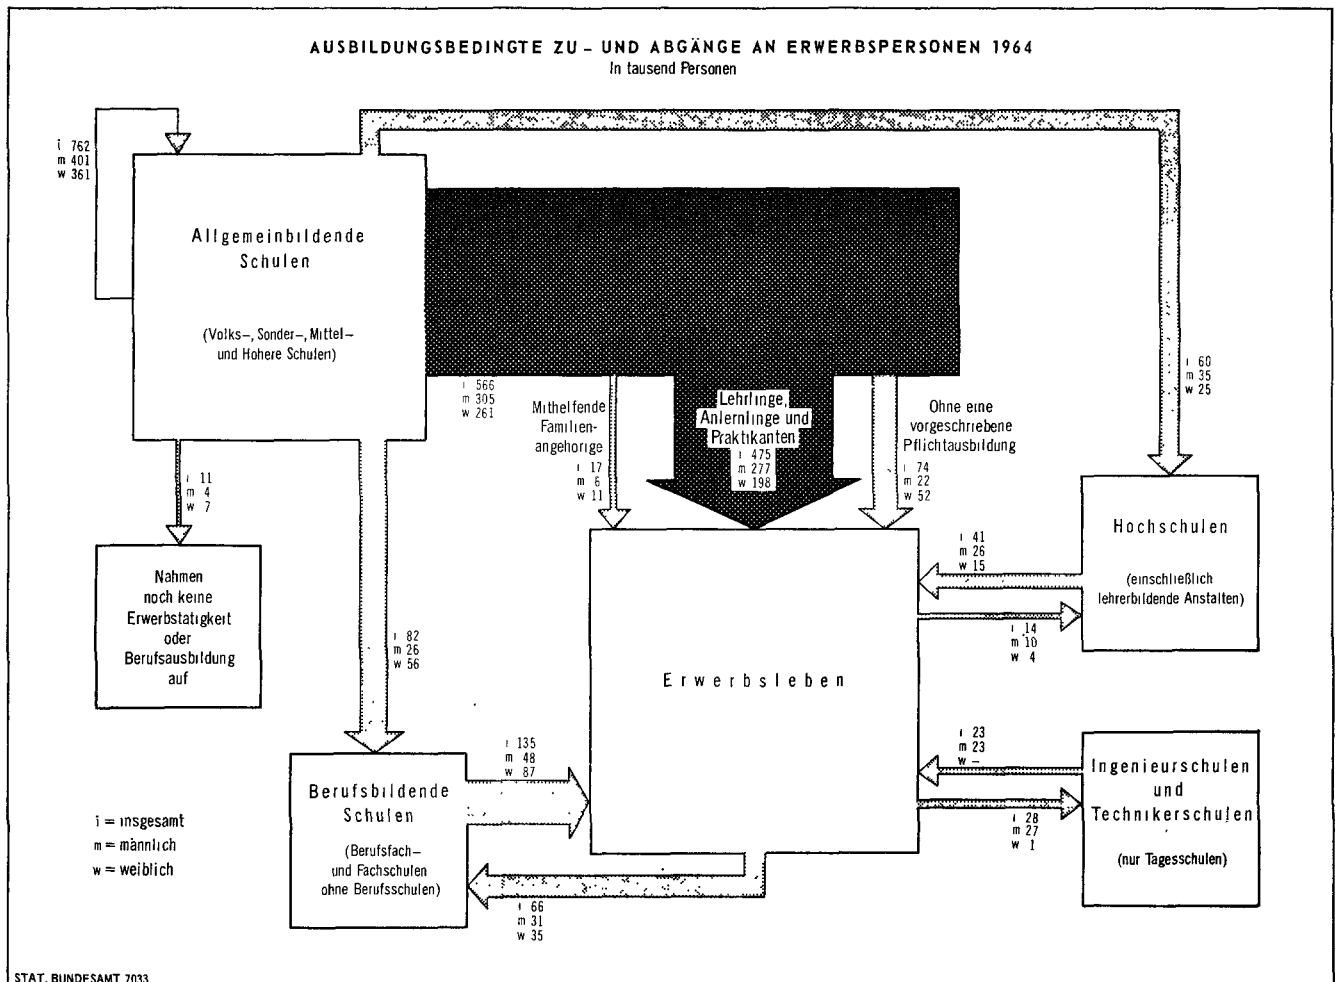 AUSBILDUNGSBEDINGTE ZU – UND ABGÄNGE AN ERWERBSPERSONEN 1964
In tausend Personen
i 762
m 401
w 361
Allgemeinbildende
Schulen
(Volks–, Sonder–, Mittel–
und Hohere Schulen)
i 566
m 305
w 261
Mithelfende
Familien-
angehorige
i 17
m 6
w 11
Lehrlinge,
Anlernlinge und
Praktikanten
i 475
m 277
w 198
Ohne eine
vorgeschriebene
Pflichtausbildung
i 74
m 22
w 52
i 60
m 35
w 25
i 11
m 4
w 7
Nahmen
noch keine
Erwerbstatigkeit
oder
Berufsausbildung
auf
i 82
m 26
w 56
Hochschulen
(einschließlich
lehrerbildende Anstalten)
i 41
m 26
w 15
i 14
m 10
w 4
Erwerbsleben
i 23
m 23
w –
i 28
m 27
w 1
Ingenieurschulen
und
Technikerschulen
(nur Tagesschulen)
i 135
m 48
w 87
Berufsbildende
Schulen
(Berufsfach–
und Fachschulen
ohne Berufsschulen)
i 66
m 31
w 35
i = insgesamt
m = männlich
w = weiblich
STAT. BUNDESAMT 7033